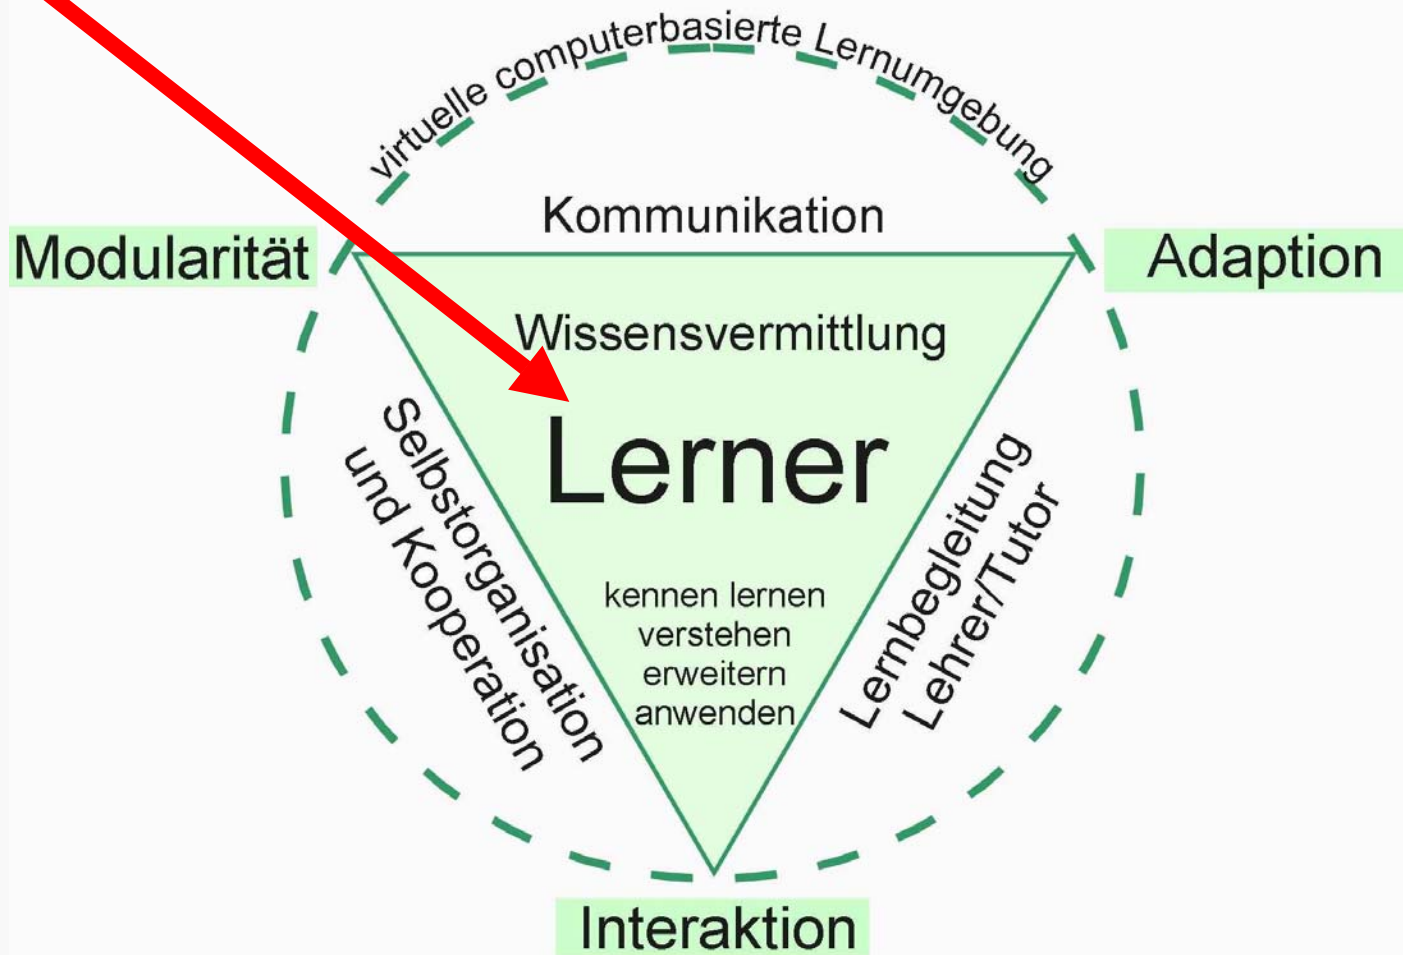 virtuelle computerbasierte Lernumgebung
Kommunikation
Modularität
Adaption
Wissensvermittlung
Lerner
Selbstorganisation
und Kooperation
kennen lernen
verstehen
erweitern
anwenden
Lernbegleitung
Lehrer/Tutor
Interaktion